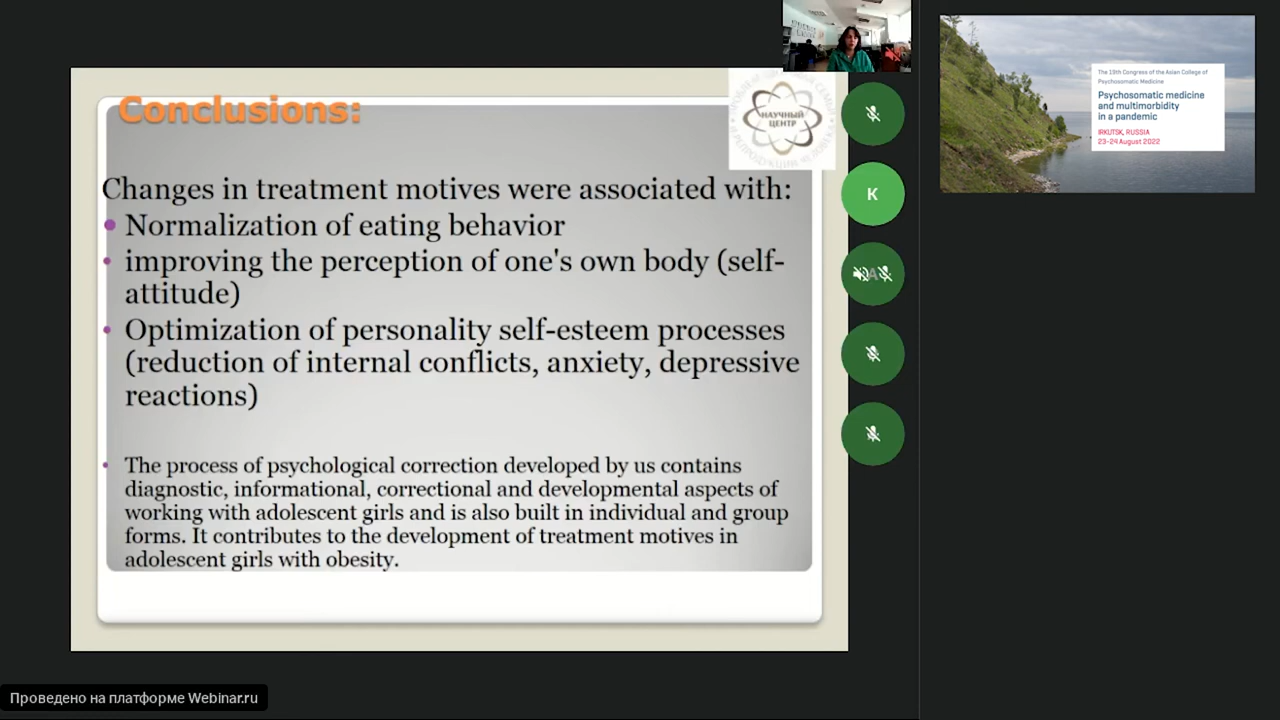 Conclusions:
НАУЧНЫЙ
ЦЕНТР
Changes in treatment motives were associated with:
Normalization of eating behavior
improving the perception of one's own body (self-
attitude)
Optimization of personality self-esteem processes
(reduction of internal conflicts, anxiety, depressive
reactions)
The process of psychological correction developed by us contains
diagnostic, informational, correctional and developmental aspects of
working with adolescent girls and is also built in individual and group
forms. It contributes to the development of treatment motives in
adolescent girls with obesity.
K
A
The 19th Congress of the Asian College of
Psychosomatic Medicine
Psychosomatic medicine
and multimorbidity
in a pandemic
IRKUTSK, RUSSIA
23-24 August 2022
Проведено на платформе Webinar.ru